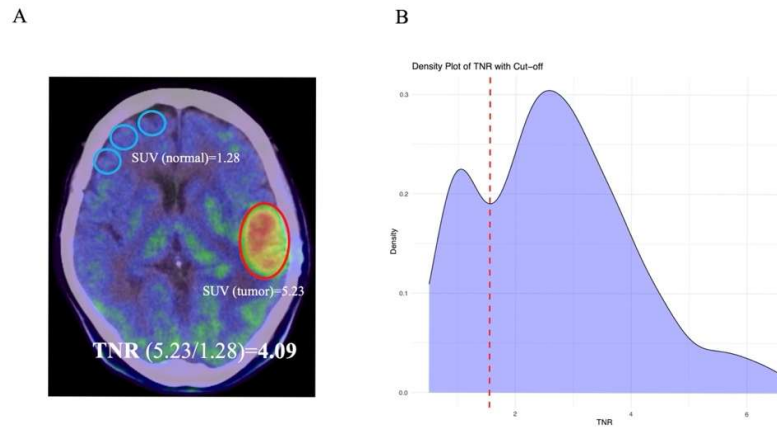 A
B
SUV (normal)=1.28
SUV (tumor)=5.23
TNR (5.23/1.28)=4.09
Density Plot of TNR with Cut-off
0.3
0.2
0.1
0.0
Density
2
4
6
TNR